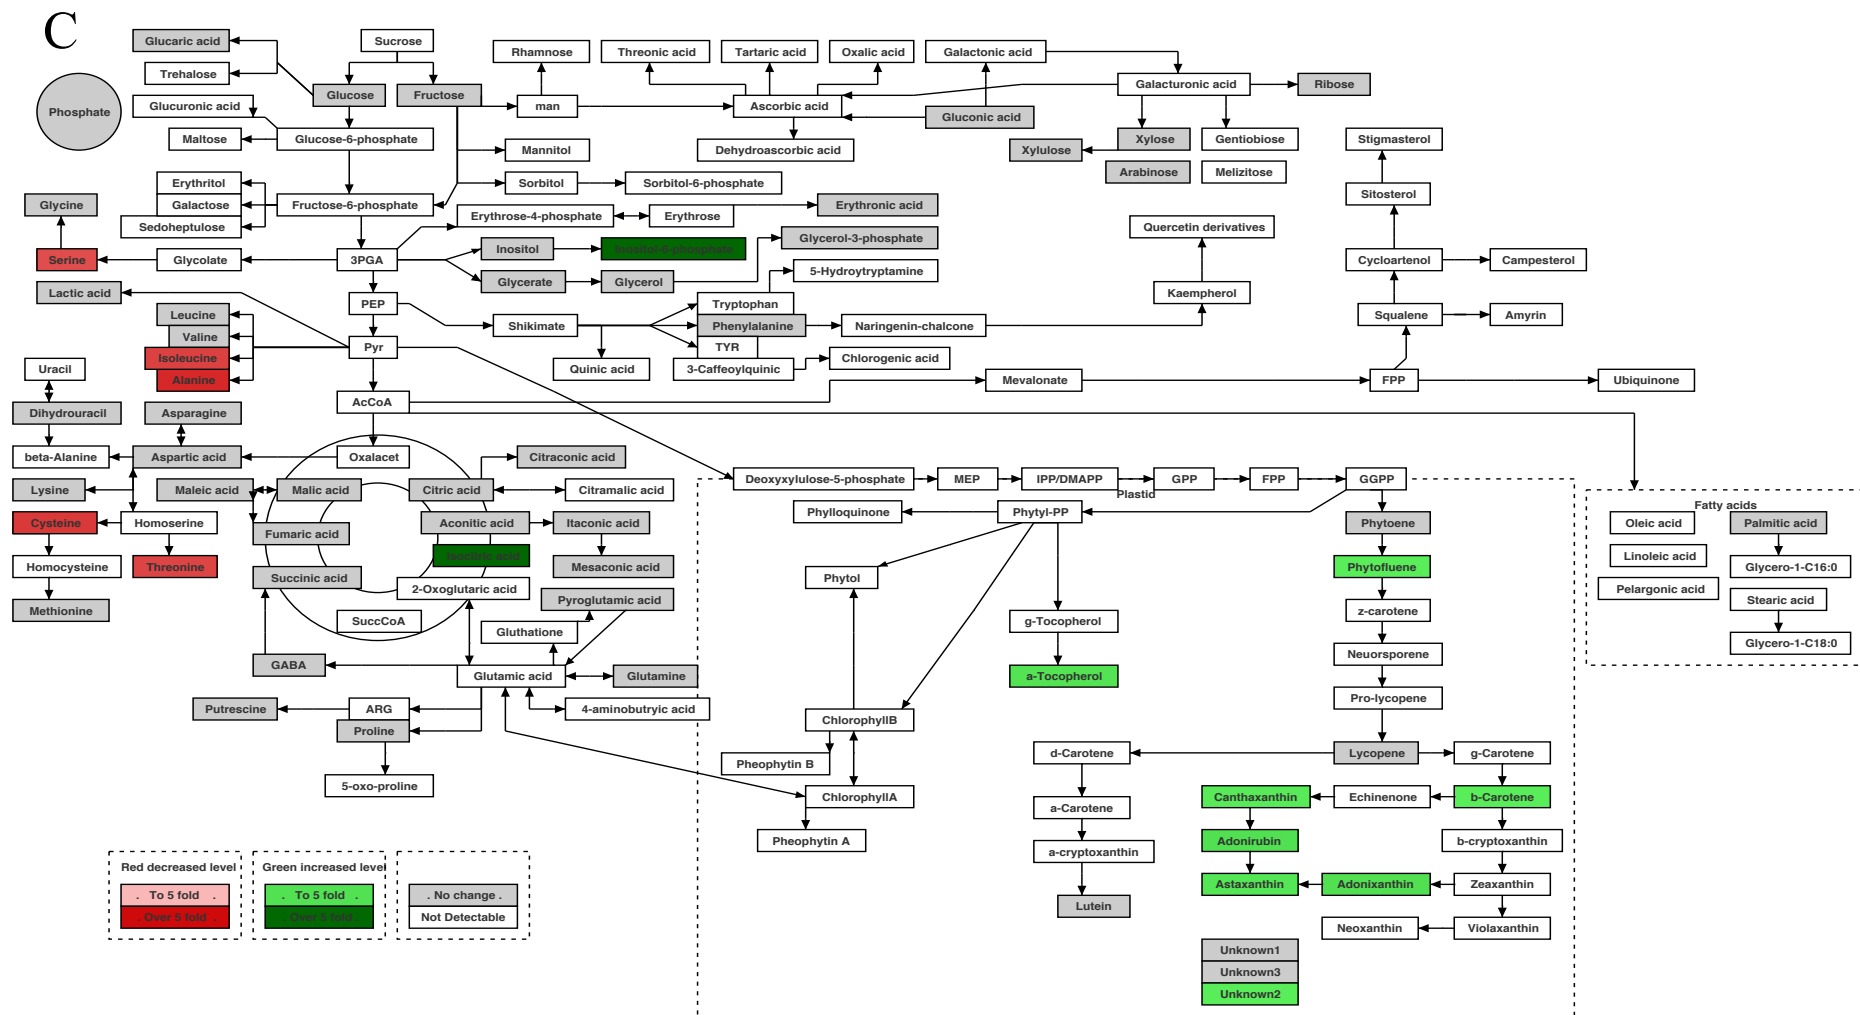 C
Glucaric acid
Sucrose
Rhamnose
Threonic acid
Tartaric acid
Oxalic acid
Galactonic acid
Trehalose
Glucose
Fructose
Galacturonic acid
Ribose
Phosphate
Glucuronic acid
man
Ascorbic acid
Gluconic acid
Maltose
Glucose-6-phosphate
Mannitol
Dehydroascorbic acid
Xylulose
Xylose
Gentiobiose
Stigmasterol
Arabinose
Melizitose
Erythritol
Sorbitol
Sorbitol-6-phosphate
Sitosterol
Glycine
Galactose
Fructose-6-phosphate
Erythrose-4-phosphate
Erythrose
Erythronic acid
Sedoheptulose
Quercetin derivatives
Inositol
Inositol-6-phosphate
Glycerol-3-phosphate
Serine
Glycolate
3PGA
5-Hydroytryptamine
Cycloartenol
Campesterol
Glycerate
Glycerol
Lactic acid
PEP
Tryptophan
Kaempherol
Leucine
Shikimate
Phenylalanine
Naringenin-chalcone
Squalene
Amyrin
Valine
Pyr
TYR
Isoleucine
Chlorogenic acid
Uracil
Quinic acid
3-Caffeoylquinic
Alanine
Mevalonate
FPP
Ubiquinone
AcCoA
Dihydrouracil
Asparagine
beta-Alanine
Aspartic acid
Oxalacet
Citraconic acid
Deoxyxylulose-5-phosphate
MEP
IPP/DMAPP
GPP
FPP
GGPP
Plastid
Lysine
Maleic acid
Malic acid
Citric acid
Citramalic acid
Fatty acids
Phylloquinone
Phytyl-PP
Cysteine
Homoserine
Fumaric acid
Aconitic acid
Itaconic acid
Phytoene
Oleic acid
Palmitic acid
Isocitric acid
Linoleic acid
Homocysteine
Threonine
Succinic acid
Mesaconic acid
Phytol
Phytofluene
Glycero-1-C16:0
2-Oxoglutaric acid
Pelargonic acid
Methionine
Pyroglutamic acid
z-carotene
Stearic acid
SuccCoA
Gluthatione
g-Tocopherol
Glycero-1-C18:0
Neuorsporene
GABA
Glutamic acid
Glutamine
a-Tocopherol
Putrescine
ARG
4-aminobutryic acid
Pro-lycopene
Proline
ChlorophyllB
d-Carotene
Lycopene
g-Carotene
Pheophytin B
5-oxo-proline
ChlorophyllA
a-Carotene
Canthaxanthin
Echinenone
b-Carotene
Pheophytin A
a-cryptoxanthin
Adonirubin
b-cryptoxanthin
Astaxanthin
Adonixanthin
Zeaxanthin
Lutein
Neoxanthin
Violaxanthin
Red decreased level
Green increased level
. To 5 fold .
. To 5 fold .
. No change .
. Over 5 fold .
. Over 5 fold .
Not Detectable
Unknown1
Unknown3
Unknown2